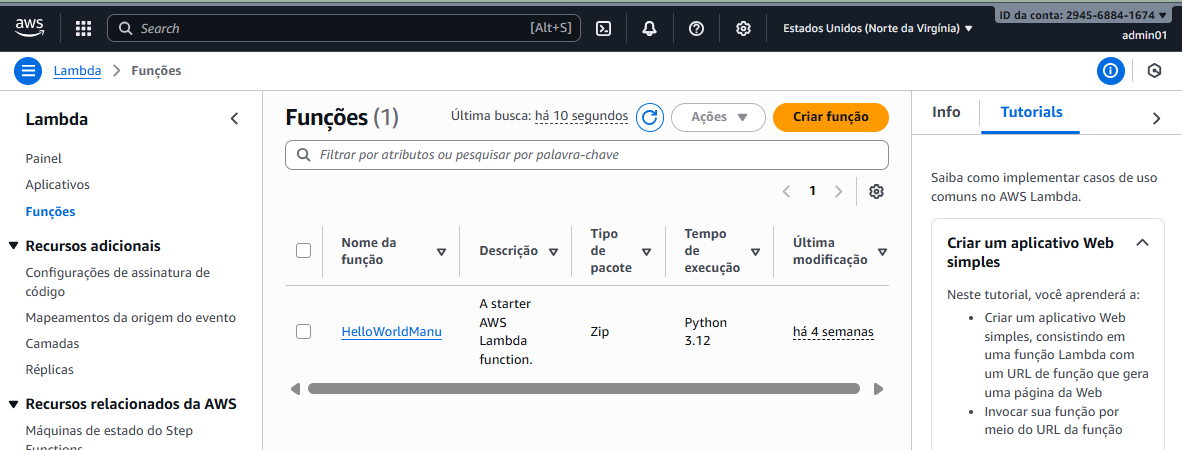 aws
Search
[Alt+S]
Estados Unidos (Norte da Virgínia)
ID da conta: 2945-6884-1674
admin01
Lambda
Funções
Lambda
Painel
Aplicativos
Funções
Recursos adicionais
Configurações de assinatura de
código
Mapeamentos da origem do evento
Camadas
Réplicas
Recursos relacionados da AWS
Máquinas de estado do Step
Functions
Funções (1)
Última busca: há 10 segundos
Ações
Criar função
Filtrar por atributos ou pesquisar por palavra-chave
1
Nome da
função
Descrição
Tipo
de
pacote
Tempo
de
execução
Última
modificação
HelloWorldManu
A starter
AWS
Lambda
function.
Zip
Python
3.12
há 4 semanas
Info
Tutorials
Saiba como implementar casos de uso
comuns no AWS Lambda.
Criar um aplicativo Web
simples
Neste tutorial, você aprenderá a:
Criar um aplicativo Web
simples, consistindo em
uma função Lambda com
um URL de função que gera
uma página da Web
Invocar sua função por
meio do URL da função